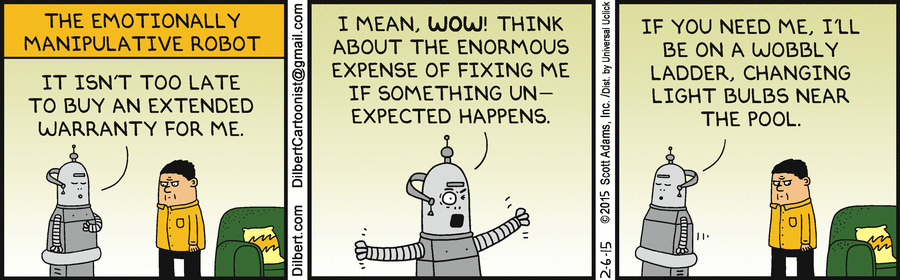 THE EMOTIONALLY
MANIPULATIVE ROBOT
IT ISN'T TOO LATE
TO BUY AN EXTENDED
WARRANTY FOR ME.
Dilbert.com DilbertCartoonist@gmail.com
I MEAN, WOW! THINK
ABOUT THE ENORMOUS
EXPENSE OF FIXING ME
IF SOMETHING UN—
EXPECTED HAPPENS.
2-6-15 ©2015 Scott Adams, Inc. /Dist. by Universal Uclick
IF YOU NEED ME, I'LL
BE ON A WOBBLY
LADDER, CHANGING
LIGHT BULBS NEAR
THE POOL.